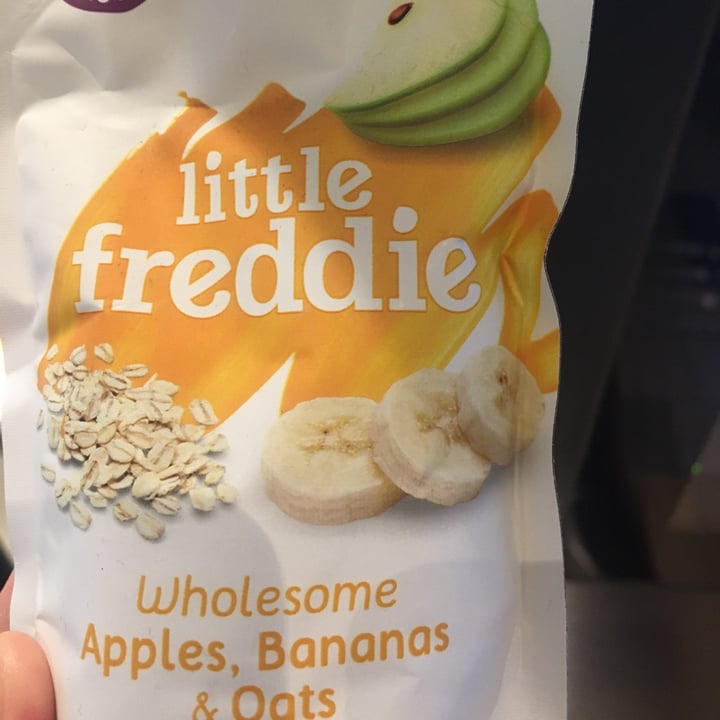 little
freddie
Wholesome
Apples, Bananas
& Oats